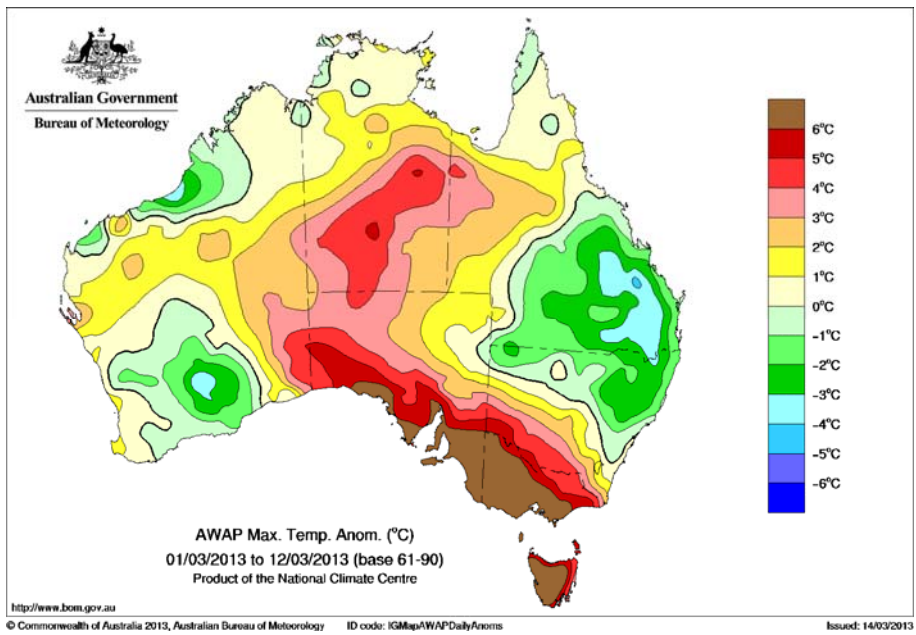 Australian Government
Bureau of Meteorology
6°C
5°C
4°C
3°C
2°C
1°C
0°C
-1°C
-2°C
-3°C
-4°C
-5°C
-6°C
AWAP Max. Temp. Anom. (°C)
01/03/2013 to 12/03/2013 (base 61-90)
Product of the National Climate Centre
http://www.bom.gov.au
© Commonwealth of Australia 2013, Australian Bureau of Meteorology ID code: IGMapAWAPDailyAnoms Issued: 14/03/2013